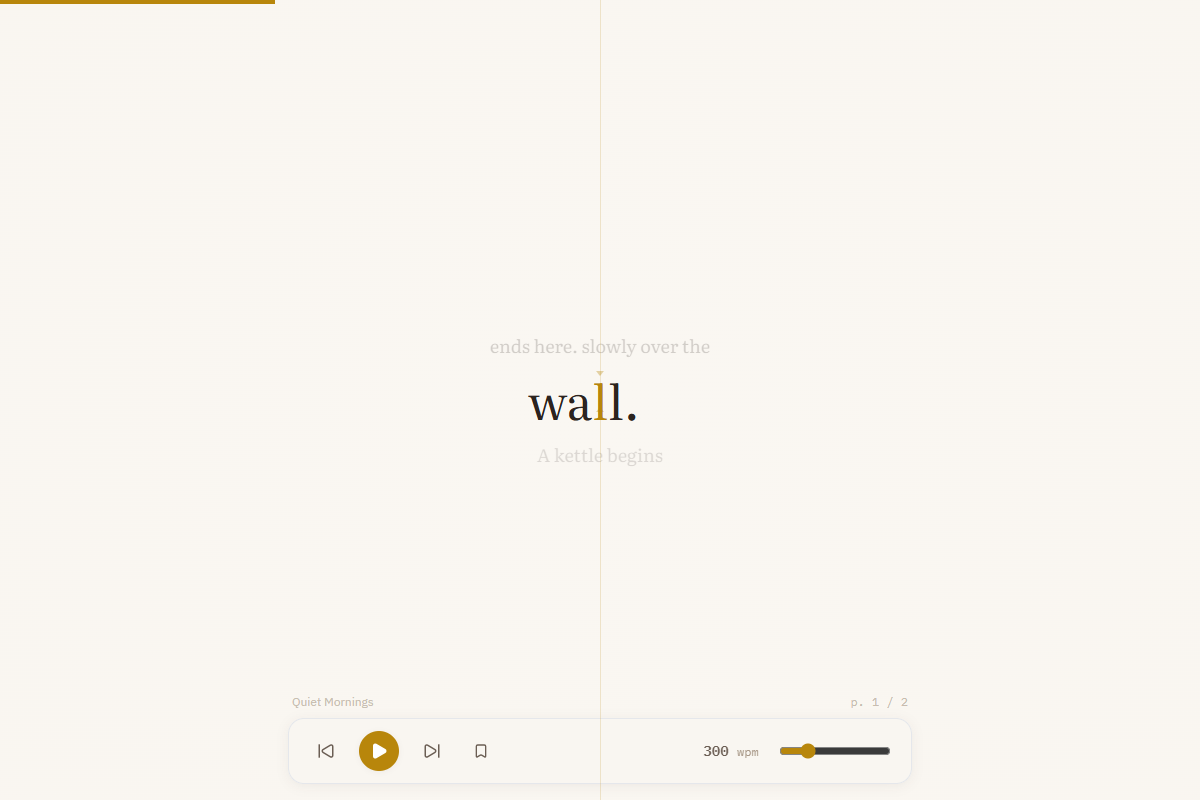 ends here. slowly over the
wall.
A kettle begins
Quiet Mornings
p. 1 / 2
300 wpm